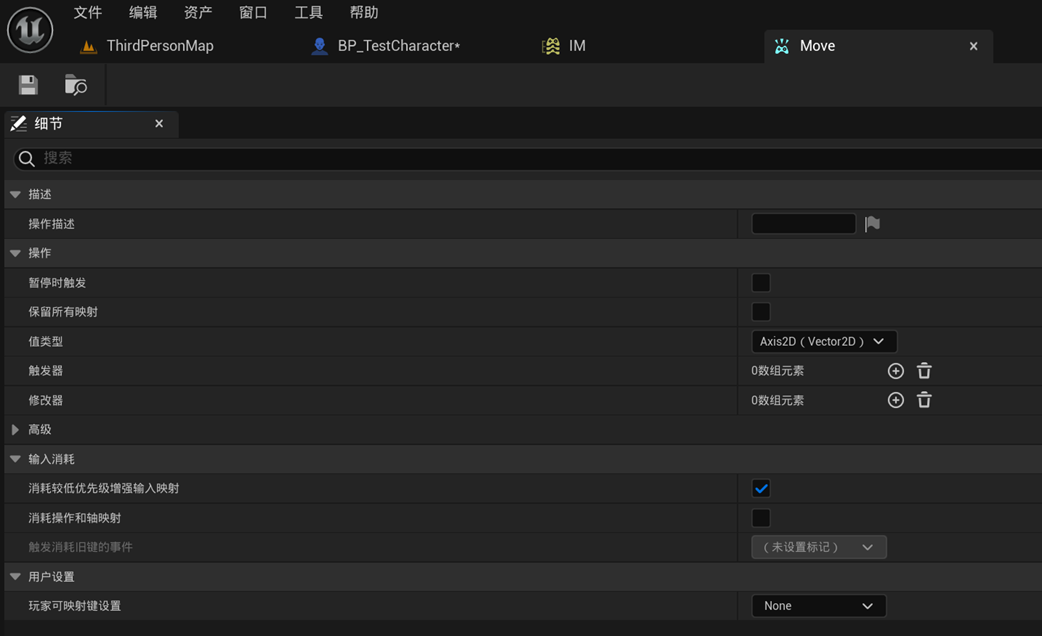 文件 编辑 资产 窗口 工具 帮助
ThirdPersonMap BP_TestCharacter* IM Move
细节
搜索
描述
操作描述
操作
暂停时触发
保留所有映射
值类型 Axis2D（Vector2D）
触发器 0数组元素
修改器 0数组元素
高级
输入消耗
消耗较低优先级增强输入映射
消耗操作和轴映射
触发消耗旧键的事件 （未设置标记）
用户设置
玩家可映射键设置 None